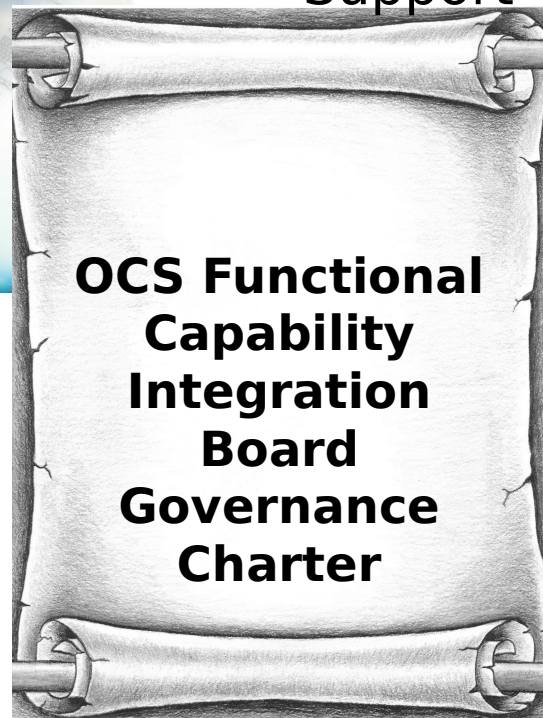 Support
OCS Functional
Capability
Integration
Board
Governance
Charter